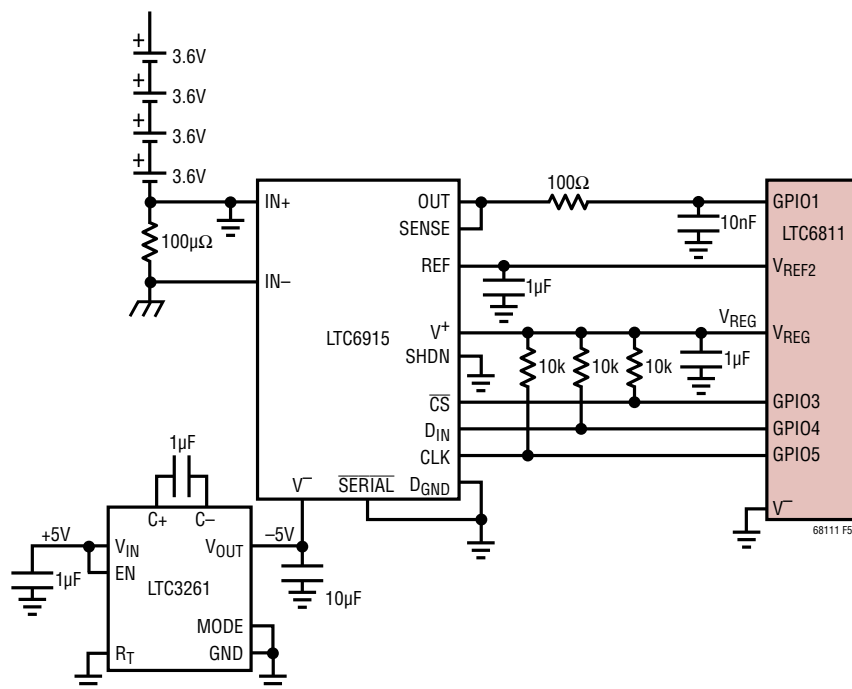 +
3.6V
+
3.6V
+
3.6V
+
3.6V
100µΩ
IN+
IN–
LTC6915
OUT
SENSE
REF
V+
SHDN
CS
DIN
CLK
DGND
SERIAL
V–
100Ω
10nF
1µF
VREG
10k
10k
10k
1µF
GPIO1
LTC6811
VREF2
VREG
GPIO3
GPIO4
GPIO5
V–
68111 F5
1µF
C+
C–
+5V
1µF
VIN
EN
LTC3261
RT
VOUT
MODE
GND
–5V
10µF